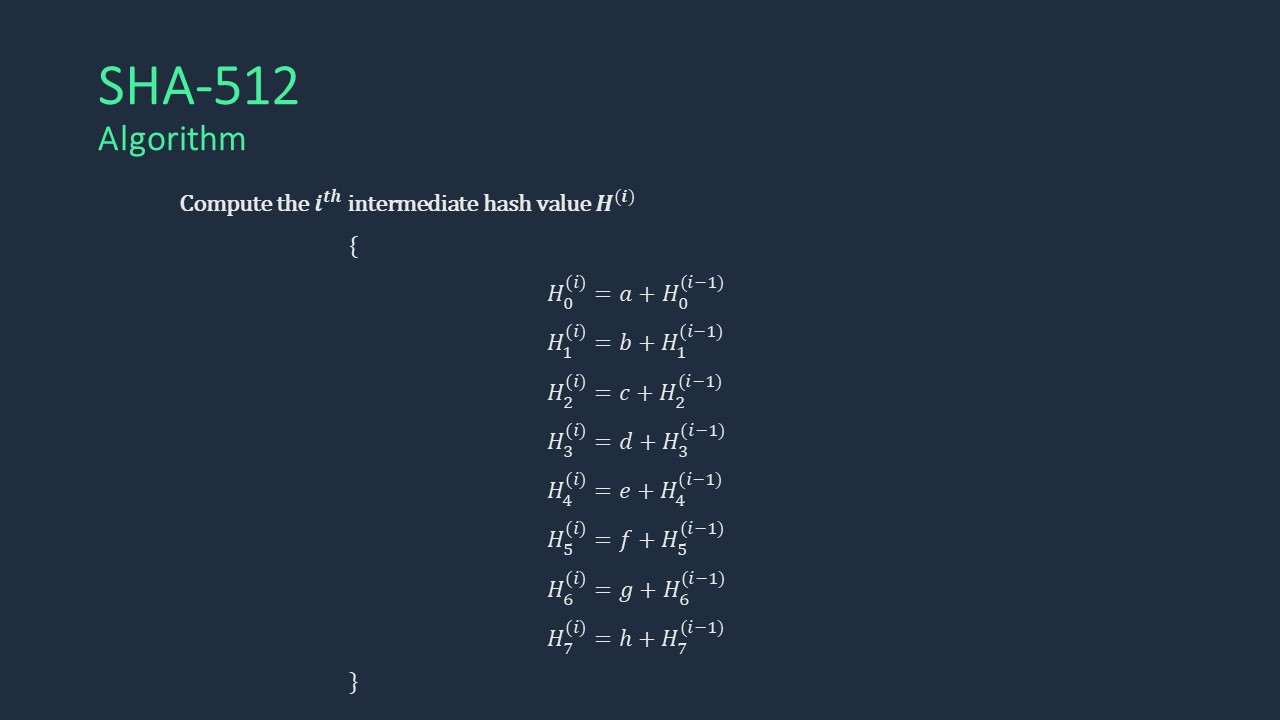 SHA-512
Algorithm
Compute the $i^{th}$ intermediate hash value $H^{(i)}$
{
$H_0^{(i)} = a + H_0^{(i-1)}$
$H_1^{(i)} = b + H_1^{(i-1)}$
$H_2^{(i)} = c + H_2^{(i-1)}$
$H_3^{(i)} = d + H_3^{(i-1)}$
$H_4^{(i)} = e + H_4^{(i-1)}$
$H_5^{(i)} = f + H_5^{(i-1)}$
$H_6^{(i)} = g + H_6^{(i-1)}$
$H_7^{(i)} = h + H_7^{(i-1)}$
}